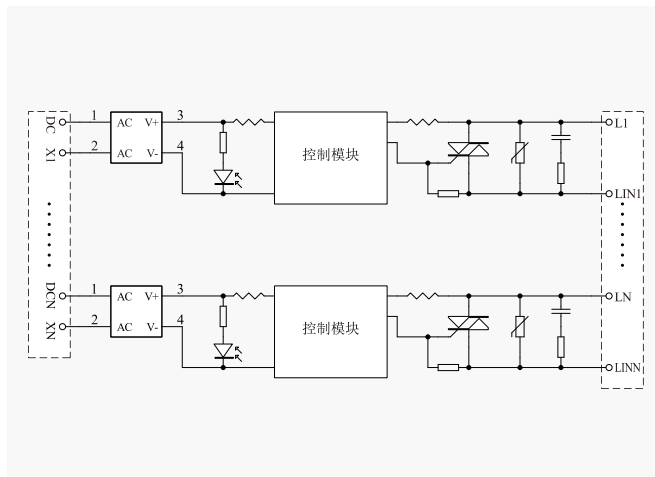 DC 1 AC V+ 3 L1
控制模块
X1 2 AC V- 4 LIN1
DCN 1 AC V+ 3 LN
控制模块
XN 2 AC V- 4 LINN